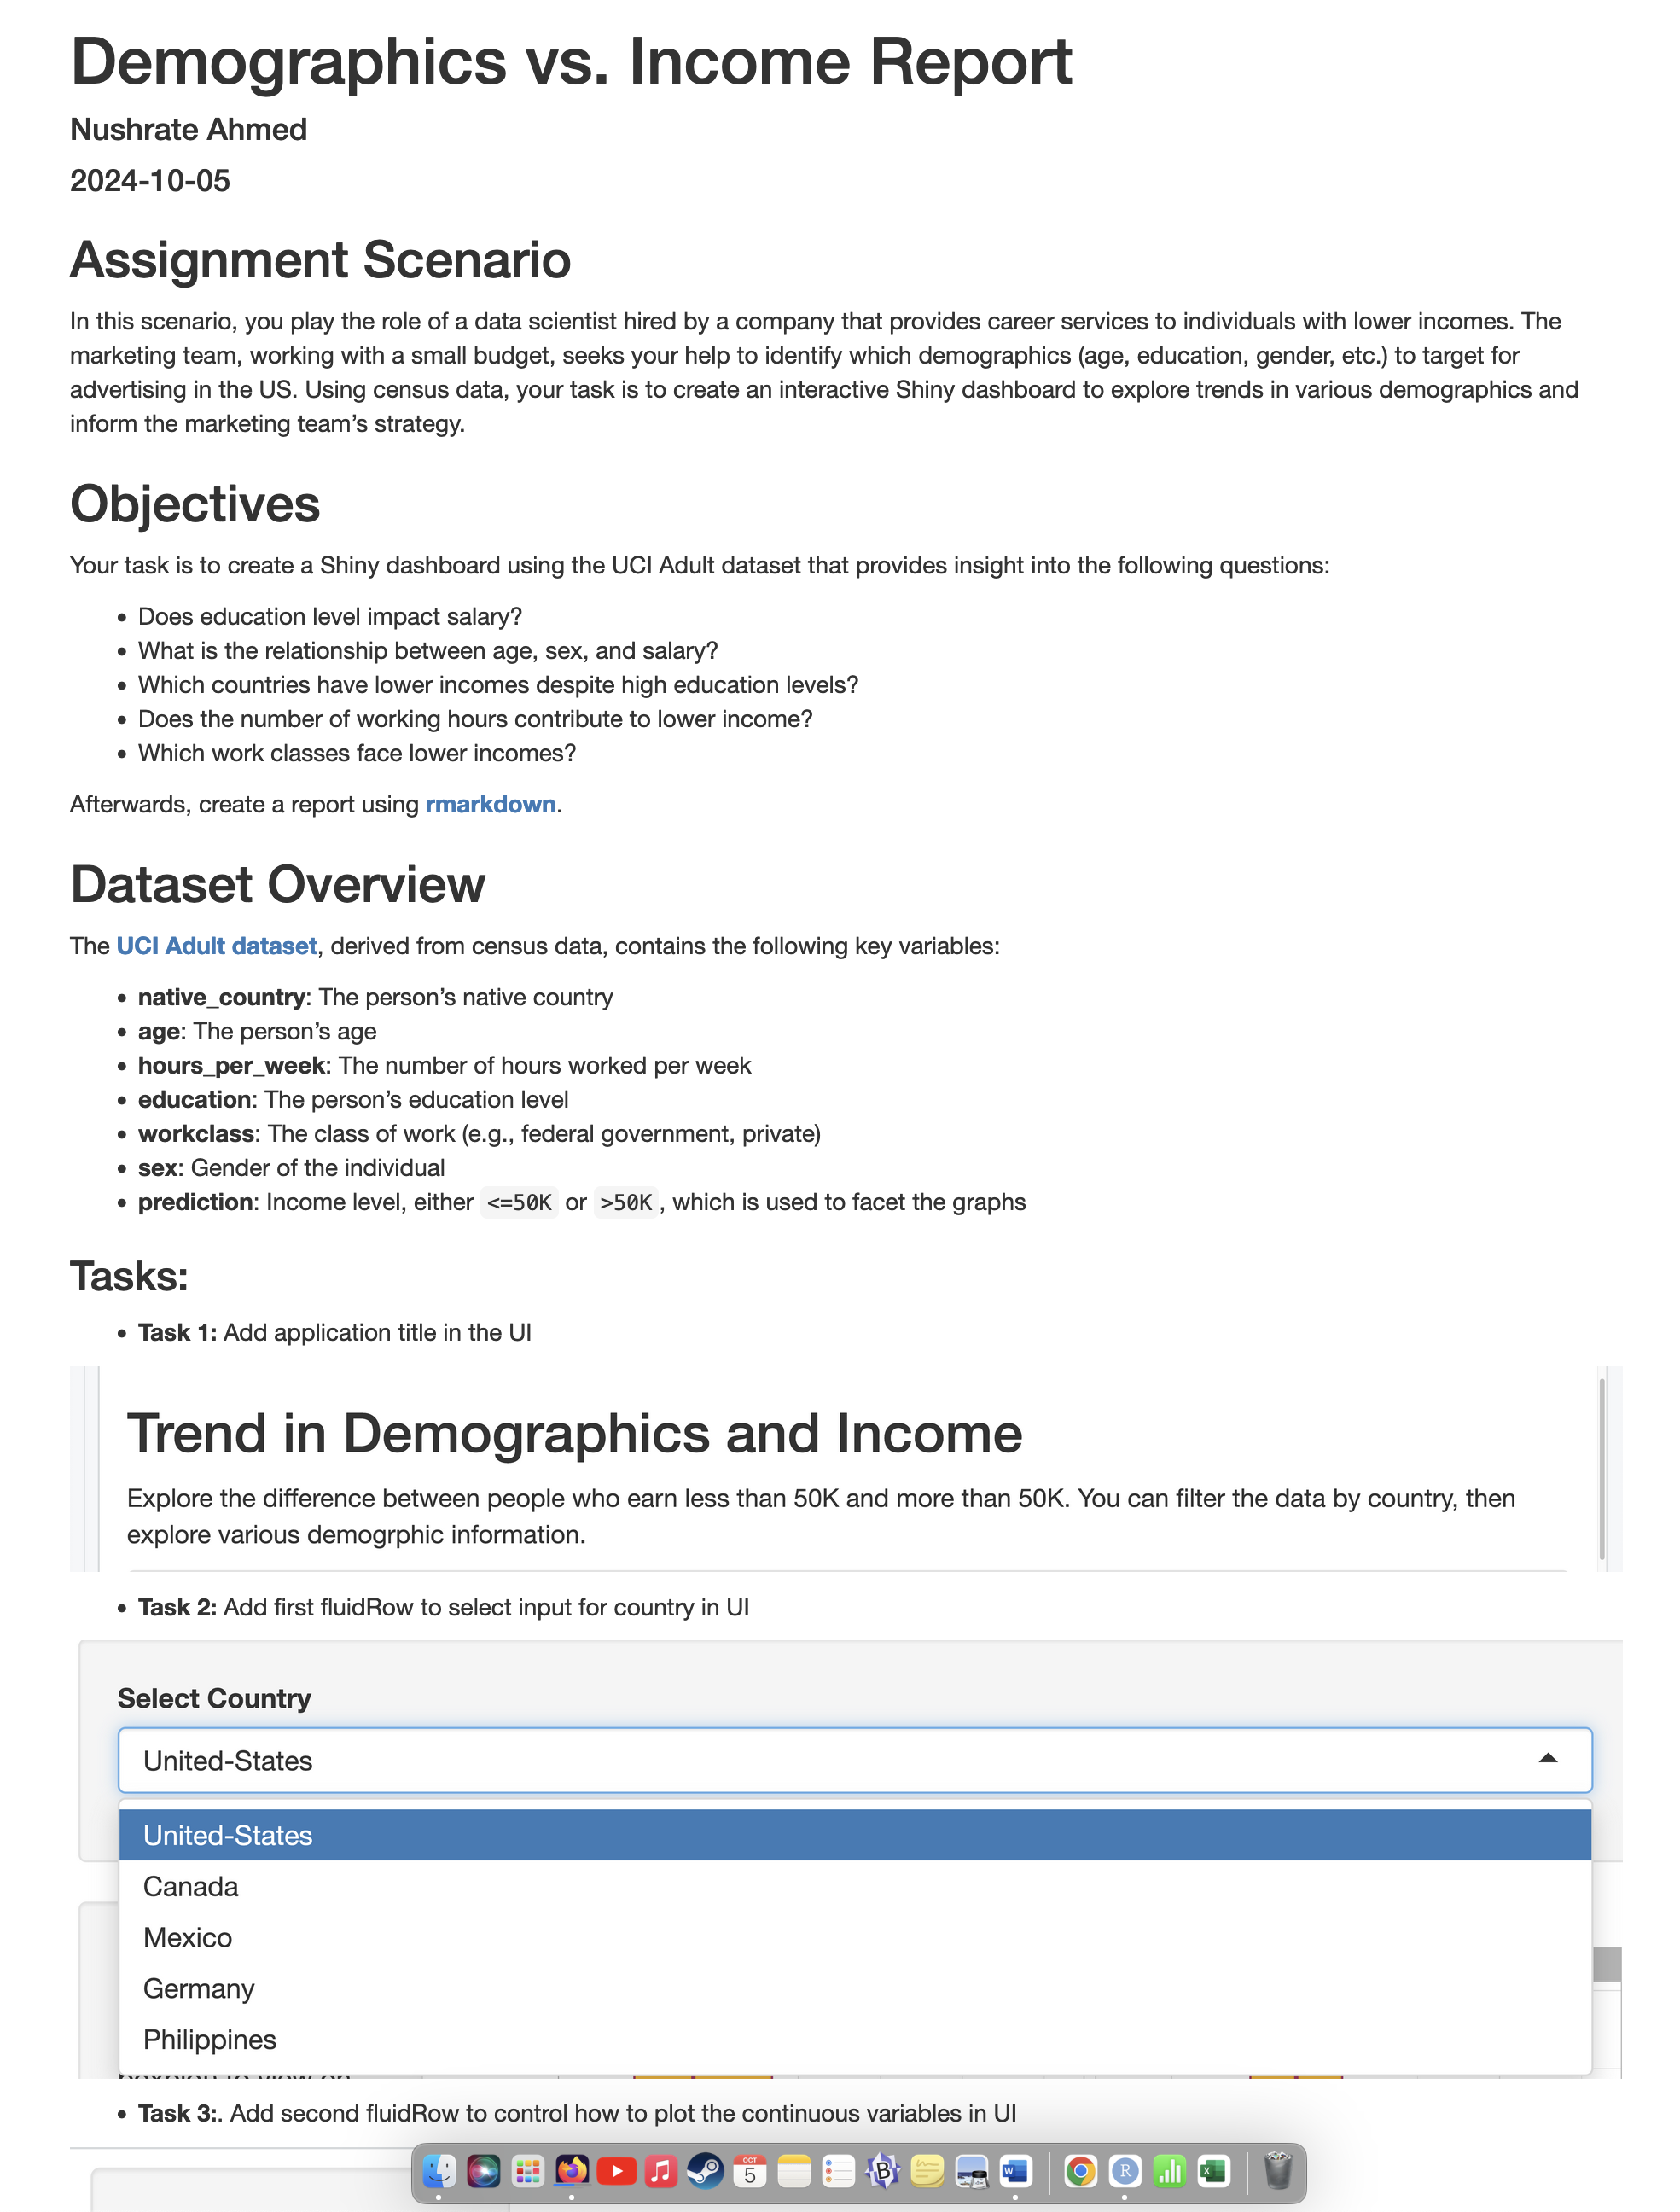 Demographics vs. Income Report
Nushrate Ahmed
2024-10-05
Assignment Scenario
In this scenario, you play the role of a data scientist hired by a company that provides career services to individuals with lower incomes. The
marketing team, working with a small budget, seeks your help to identify which demographics (age, education, gender, etc.) to target for
advertising in the US. Using census data, your task is to create an interactive Shiny dashboard to explore trends in various demographics and
inform the marketing team’s strategy.
Objectives
Your task is to create a Shiny dashboard using the UCI Adult dataset that provides insight into the following questions:
• Does education level impact salary?
• What is the relationship between age, sex, and salary?
• Which countries have lower incomes despite high education levels?
• Does the number of working hours contribute to lower income?
• Which work classes face lower incomes?
Afterwards, create a report using rmarkdown.
Dataset Overview
The UCI Adult dataset, derived from census data, contains the following key variables:
• native_country: The person’s native country
• age: The person’s age
• hours_per_week: The number of hours worked per week
• education: The person’s education level
• workclass: The class of work (e.g., federal government, private)
• sex: Gender of the individual
• prediction: Income level, either <=50K or >50K, which is used to facet the graphs
Tasks:
• Task 1: Add application title in the UI
Trend in Demographics and Income
Explore the difference between people who earn less than 50K and more than 50K. You can filter the data by country, then
explore various demogrphic information.
• Task 2: Add first fluidRow to select input for country in UI
Select Country
United-States
United-States
Canada
Mexico
Germany
Philippines
• Task 3:. Add second fluidRow to control how to plot the continuous variables in UI
OCT
5